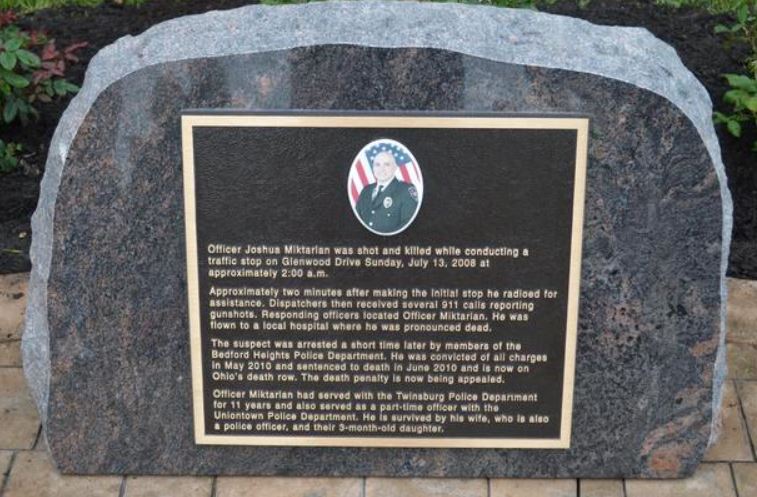 Officer Joshua Miktarian was shot and killed while conducting a
traffic stop on Glenwood Drive Sunday, July 13, 2008 at
approximately 2:00 a.m.
Approximately two minutes after making the initial stop he radioed for
assistance. Dispatchers then received several 911 calls reporting
gunshots. Responding officers located Officer Miktarian. He was
flown to a local hospital where he was pronounced dead.
The suspect was arrested a short time later by members of the
Bedford Heights Police Department. He was convicted of all charges
in May 2010 and sentenced to death in June 2010 and is now on
Ohio's death row. The death penalty is now being appealed.
Officer Miktarian had served with the Twinsburg Police Department
for 11 years and also served as a part-time officer with the
Uniontown Police Department. He is survived by his wife, who is also
a police officer, and their 3-month-old daughter.